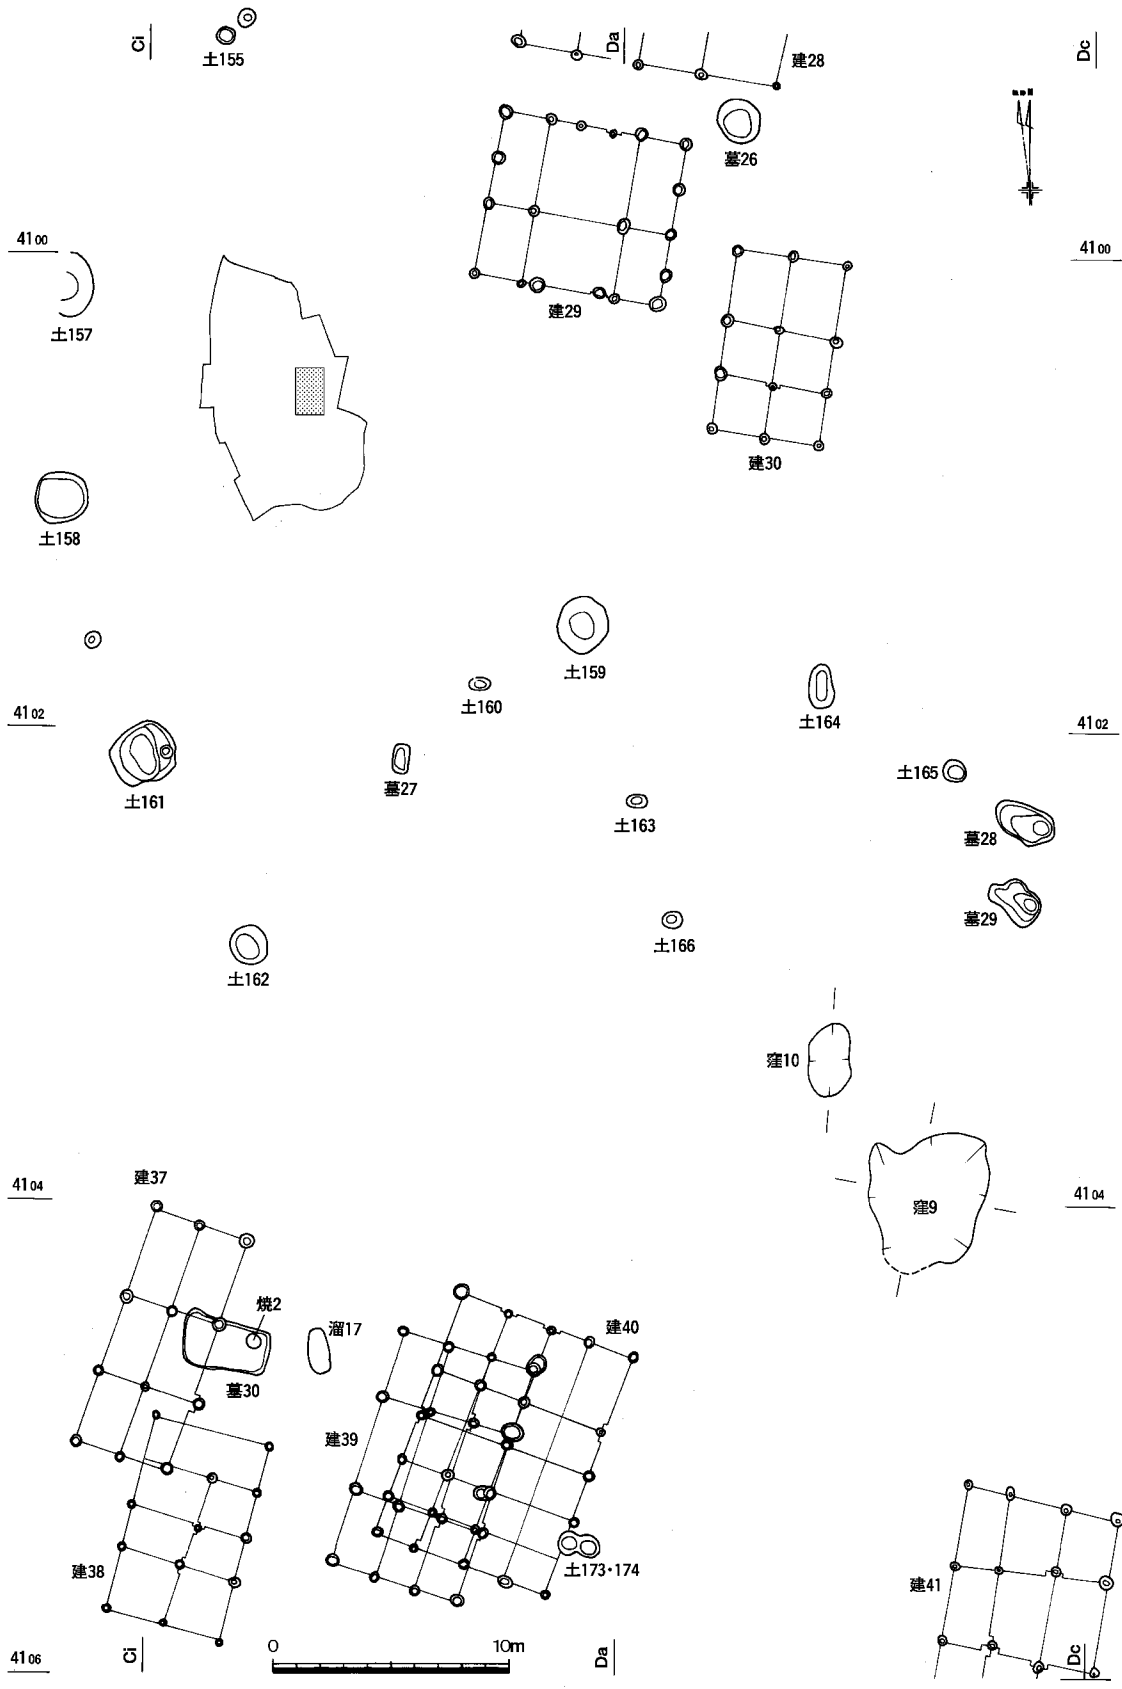 Ci
土155
Da
建28
Dc
墓26
4100
4100
土157
建29
建30
土158
土159
土160
土164
4102
4102
土161
墓27
土165
土163
墓28
墓29
土166
土162
窪10
建37
4104
4104
窪9
焼2
溜17
建40
墓30
建39
土173・174
建38
建41
Ci
0
10m
Da
Dc
4106